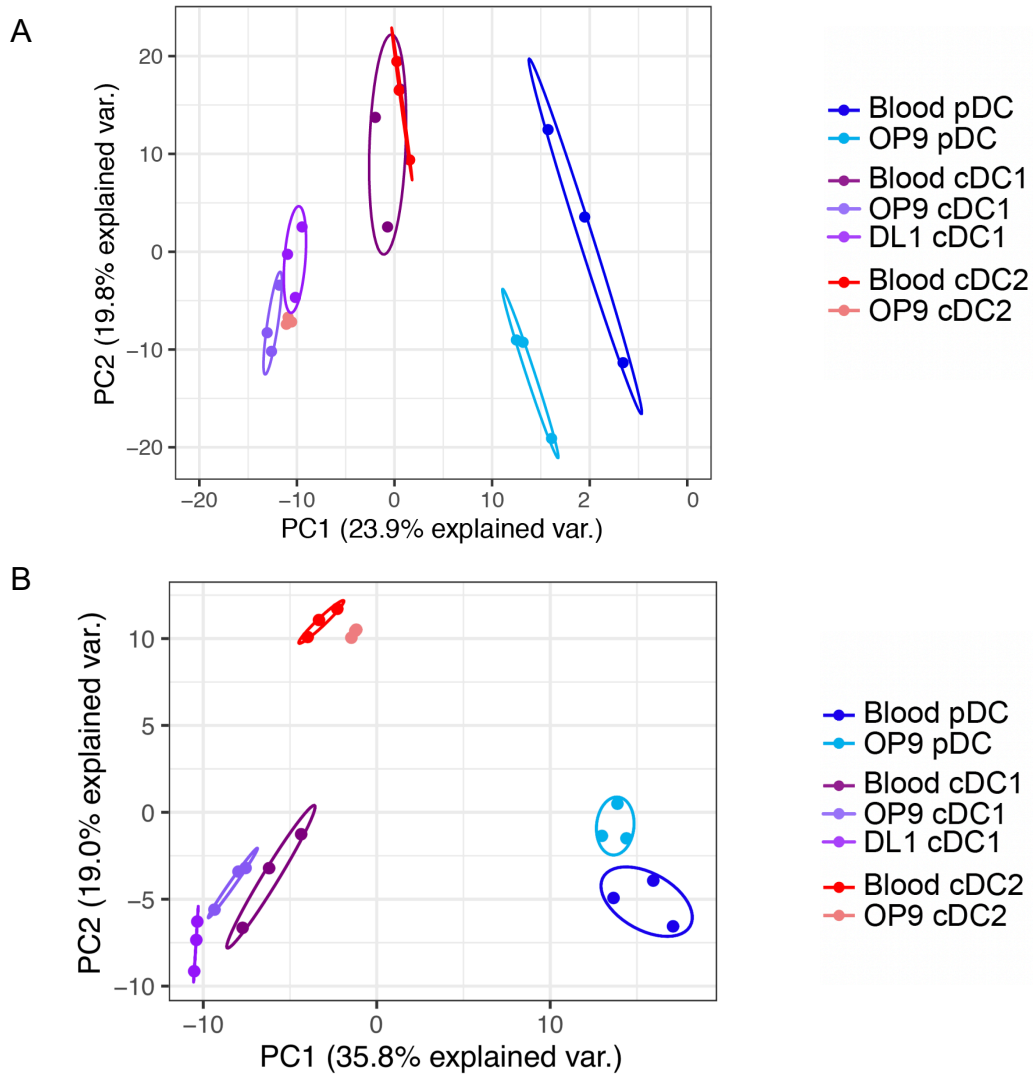 A
20
10
0
−10
−20
PC2 (19.8% explained var.)
−20
−10
0
10
2
0
PC1 (23.9% explained var.)
Blood pDC
OP9 pDC
Blood cDC1
OP9 cDC1
DL1 cDC1
Blood cDC2
OP9 cDC2
B
10
5
0
−5
−10
PC2 (19.0% explained var.)
−10
0
10
PC1 (35.8% explained var.)
Blood pDC
OP9 pDC
Blood cDC1
OP9 cDC1
DL1 cDC1
Blood cDC2
OP9 cDC2